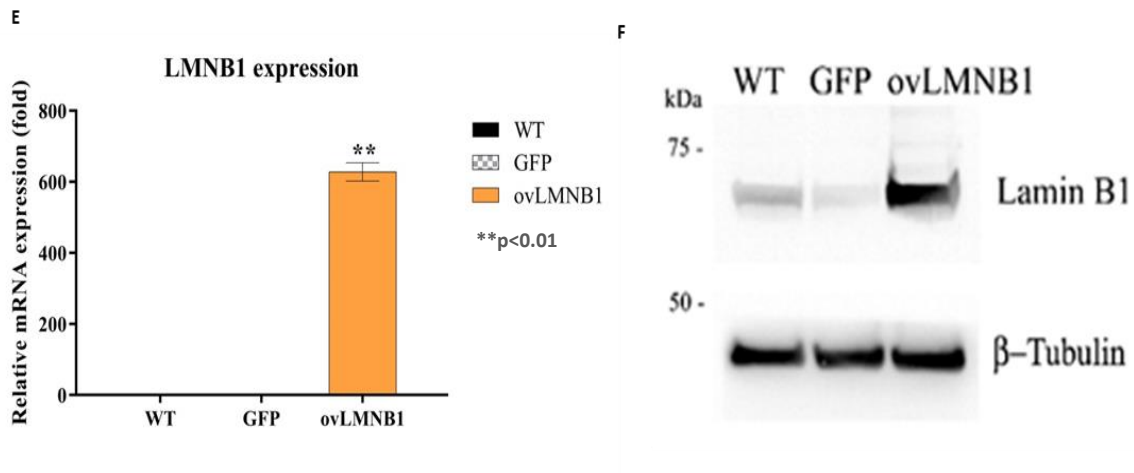 E
LMNB1 expression
Relative mRNA expression (fold)
800
600
400
200
0
**
WT
GFP
ovLMNB1
WT
GFP
ovLMNB1
**p<0.01
F
WT GFP ovLMNB1
kDa
75 -
Lamin B1
50 -
β–Tubulin